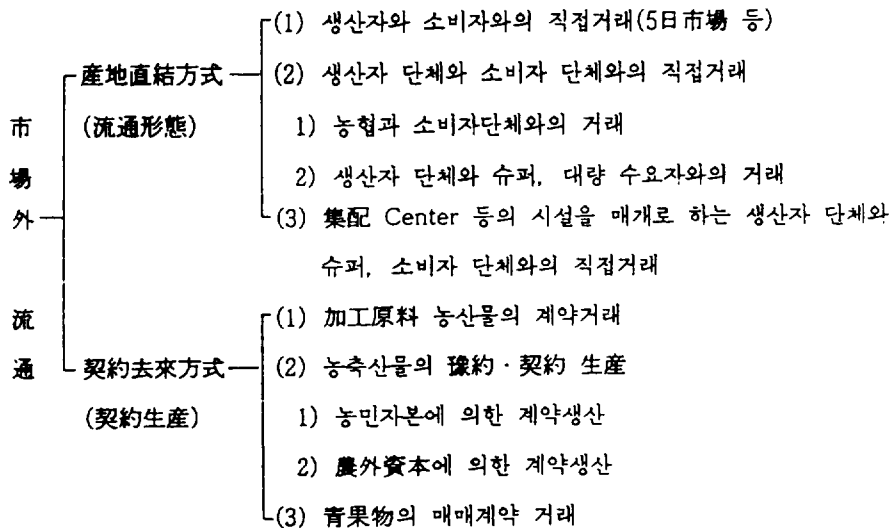 市場外流通
産地直結方式
(流通形態)
(1) 생산자와 소비자와의 직접거래(5日市場 등)
(2) 생산자 단체와 소비자 단체와의 직접거래
1) 농협과 소비자단체와의 거래
2) 생산자 단체와 슈퍼, 대량 수요자와의 거래
(3) 集配 Center 등의 시설을 매개로 하는 생산자 단체와
슈퍼, 소비자 단체와의 직접거래
契約去來方式
(契約生産)
(1) 加工原料 농산물의 계약거래
(2) 농축산물의 豫約 · 契約 生産
1) 농민자본에 의한 계약생산
2) 農外資本에 의한 계약생산
(3) 靑果物의 매매계약 거래